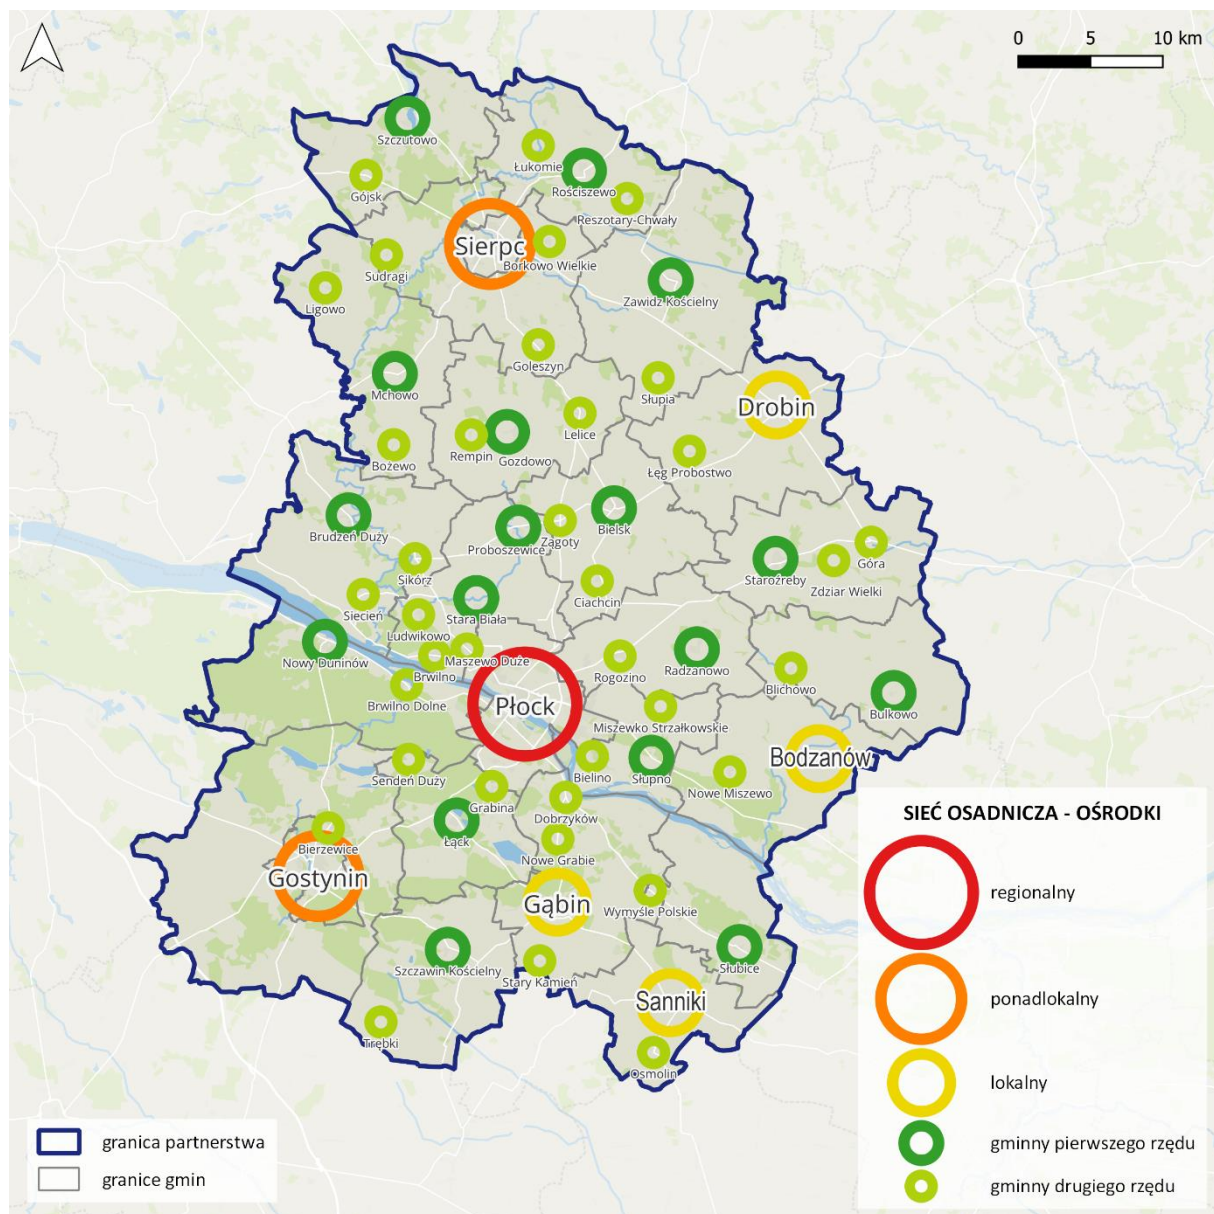 0 5 10 km
Szczutowo
Łukomie
Rościszewo
Gójsk
Reszotary-Chwały
Sierpc
Borkowo Wielkie
Sudragi
Zawidz Kościelny
Ligowo
Goleszyn
Mchowo
Słupia
Drobin
Lelice
Rempin
Gozdowo
Bożewo
Łęg Probostwo
Bielsk
Brudzeń Duży
Zągoty
Proboszewice
Góra
Sikórz
Staroźreby
Zdziar Wielki
Ciachcin
Siecień
Stara Biała
Ludwikowo
Nowy Duninów
Maszewo Duże
Radzanowo
Rogozino
Brwilno
Blichowo
Brwilno Dolne
Płock
Bulkowo
Miszewko Strzałkowskie
Bodzanów
Bielino
Słupno
Sendeń Duży
Nowe Miszewo
Grabina
Dobrzyków
Łąck
Bierzewice
Nowe Grabie
Gostynin
Gąbin
Wymyśle Polskie
Szczawin Kościelny
Słubice
Stary Kamień
Sanniki
Trębki
Osmolin
SIEĆ OSADNICZA - OŚRODKI
regionalny
ponadlokalny
lokalny
gminny pierwszego rzędu
gminny drugiego rzędu
granica partnerstwa
granice gmin